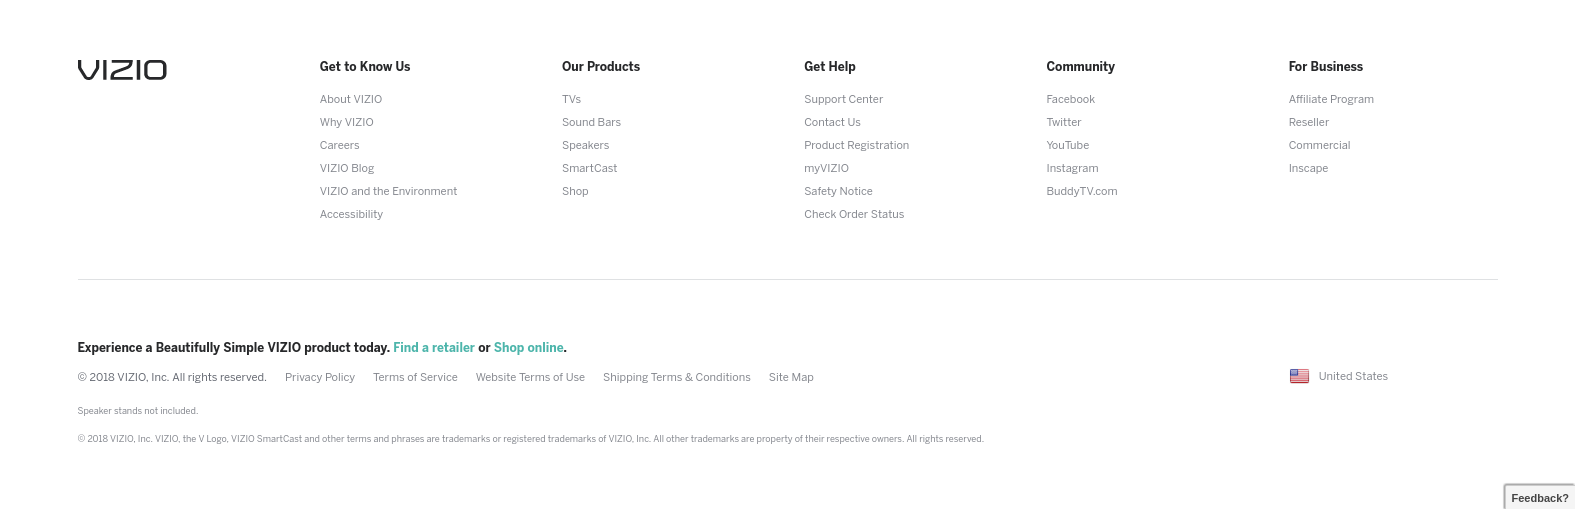 VIZIO
Get to Know Us
About VIZIO
Why VIZIO
Careers
VIZIO Blog
VIZIO and the Environment
Accessibility
Our Products
TVs
Sound Bars
Speakers
SmartCast
Shop
Get Help
Support Center
Contact Us
Product Registration
myVIZIO
Safety Notice
Check Order Status
Community
Facebook
Twitter
YouTube
Instagram
BuddyTV.com
For Business
Affiliate Program
Reseller
Commercial
Inscape
Experience a Beautifully Simple VIZIO product today. Find a retailer or Shop online.
© 2018 VIZIO, Inc. All rights reserved. Privacy Policy Terms of Service Website Terms of Use Shipping Terms & Conditions Site Map
United States
Speaker stands not included.
© 2018 VIZIO, Inc. VIZIO, the V Logo, VIZIO SmartCast and other terms and phrases are trademarks or registered trademarks of VIZIO, Inc. All other trademarks are property of their respective owners. All rights reserved.
Feedback?